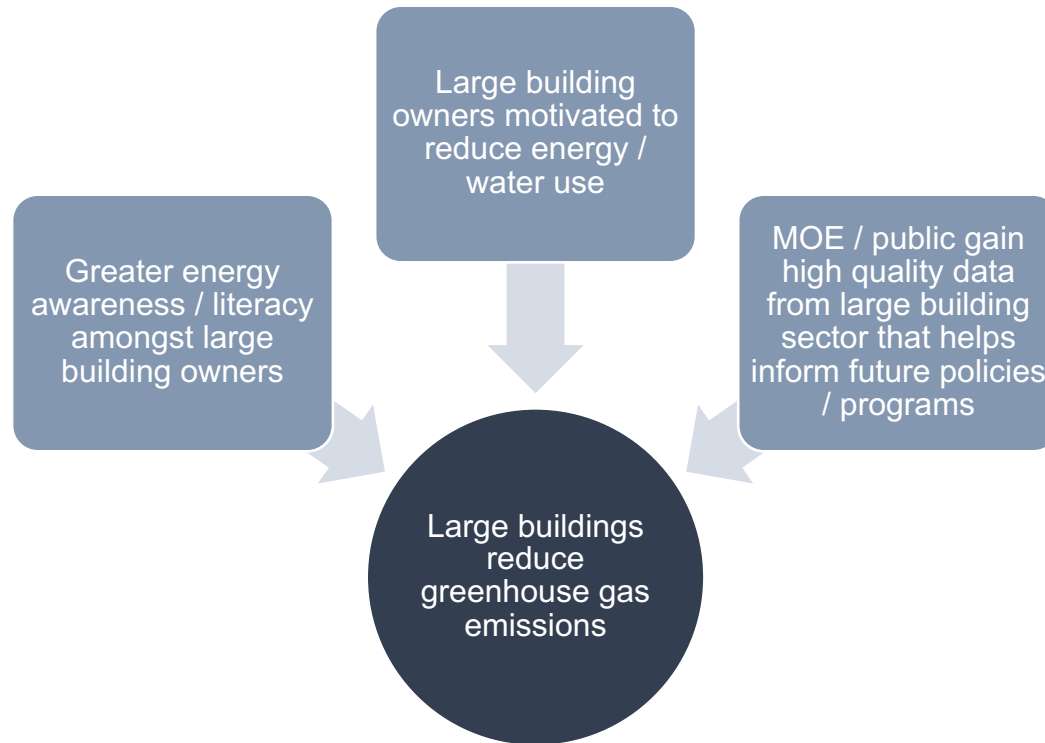 Large building
owners motivated to
reduce energy /
water use
Greater energy
awareness / literacy
amongst large
building owners
MOE / public gain
high quality data
from large building
sector that helps
inform future policies
/ programs
Large buildings
reduce
greenhouse gas
emissions